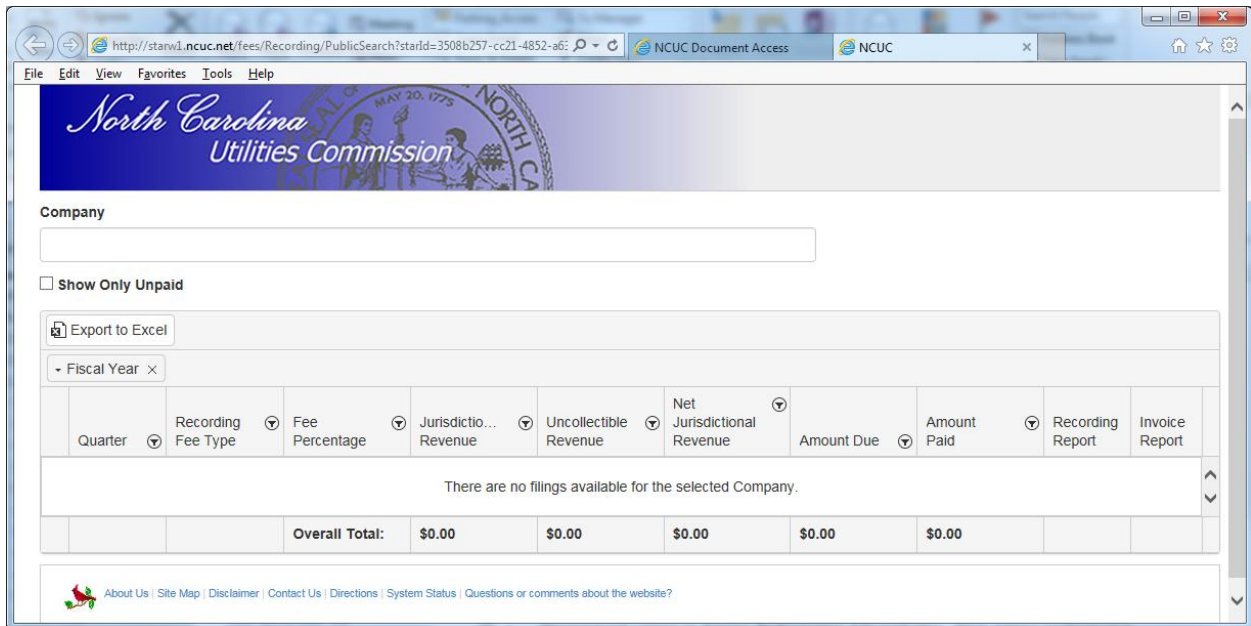 http://starw1.ncuc.net/fees/Recording/PublicSearch?starId=3508b257-cc21-4852-a63
NCUC Document Access
NCUC
File Edit View Favorites Tools Help
MAY 20, 1775
North Carolina
Utilities Commission
Company
Show Only Unpaid
Export to Excel
Fiscal Year
Quarter
Recording
Fee Type
Fee
Percentage
Jurisdictio...
Revenue
Uncollectible
Revenue
Net
Jurisdictional
Revenue
Amount Due
Amount
Paid
Recording
Report
Invoice
Report
There are no filings available for the selected Company.
Overall Total: $0.00 $0.00 $0.00 $0.00 $0.00
About Us | Site Map | Disclaimer | Contact Us | Directions | System Status | Questions or comments about the website?